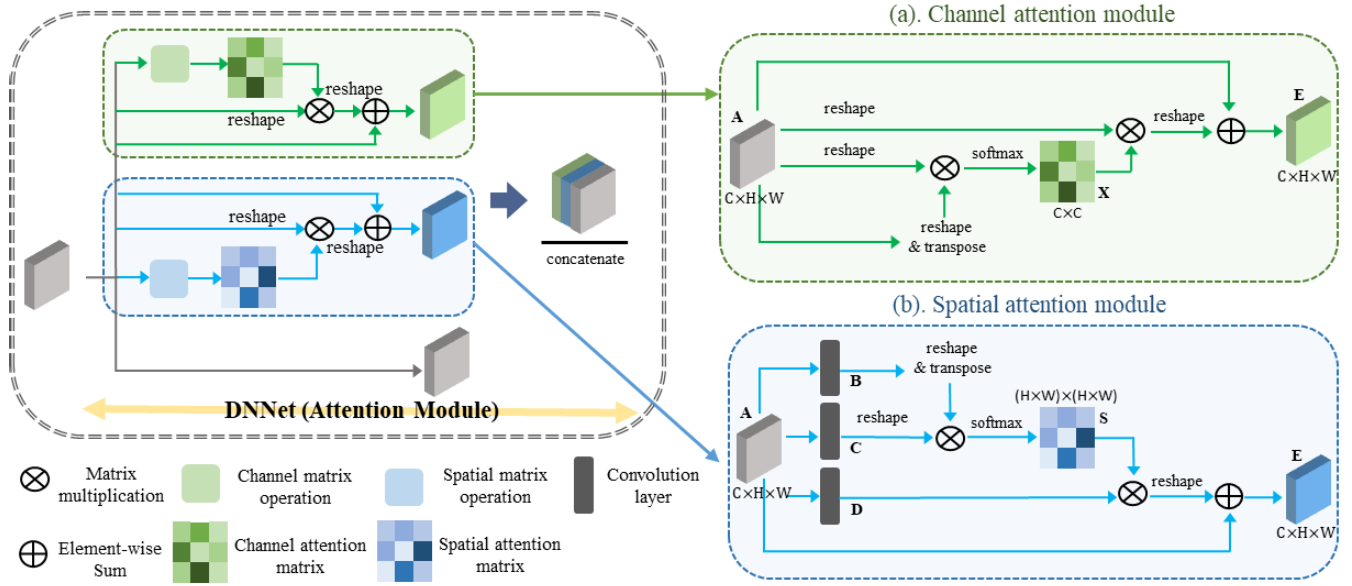 reshape
reshape
reshape
reshape
concatenate
DNNet (Attention Module)
Matrix
multiplication
Channel matrix
operation
Spatial matrix
operation
Convolution
layer
Element-wise
Sum
Channel attention
matrix
Spatial attention
matrix
(a). Channel attention module
A
C×H×W
reshape
reshape
softmax
reshape
& transpose
X
C×C
reshape
E
C×H×W
(b). Spatial attention module
A
C×H×W
B
reshape
& transpose
C
reshape
softmax
(H×W)×(H×W)
S
D
reshape
E
C×H×W